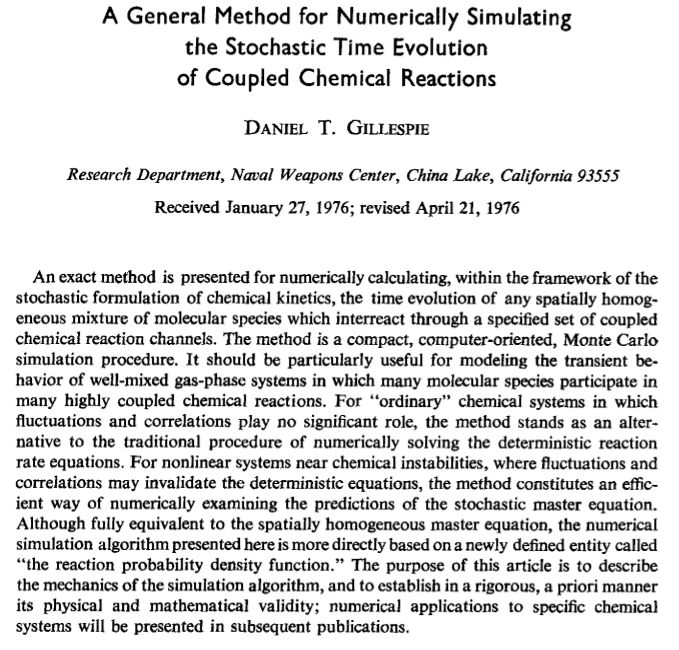 A General Method for Numerically Simulating
the Stochastic Time Evolution
of Coupled Chemical Reactions
DANIEL T. GILLESPIE
Research Department, Naval Weapons Center, China Lake, California 93555
Received January 27, 1976; revised April 21, 1976
An exact method is presented for numerically calculating, within the framework of the
stochastic formulation of chemical kinetics, the time evolution of any spatially homog-
eneous mixture of molecular species which interreact through a specified set of coupled
chemical reaction channels. The method is a compact, computer-oriented, Monte Carlo
simulation procedure. It should be particularly useful for modeling the transient be-
havior of well-mixed gas-phase systems in which many molecular species participate in
many highly coupled chemical reactions. For “ordinary” chemical systems in which
fluctuations and correlations play no significant role, the method stands as an alter-
native to the traditional procedure of numerically solving the deterministic reaction
rate equations. For nonlinear systems near chemical instabilities, where fluctuations and
correlations may invalidate the deterministic equations, the method constitutes an effic-
ient way of numerically examining the predictions of the stochastic master equation.
Although fully equivalent to the spatially homogeneous master equation, the numerical
simulation algorithm presented here is more directly based on a newly defined entity called
“the reaction probability density function.” The purpose of this article is to describe
the mechanics of the simulation algorithm, and to establish in a rigorous, a priori manner
its physical and mathematical validity; numerical applications to specific chemical
systems will be presented in subsequent publications.